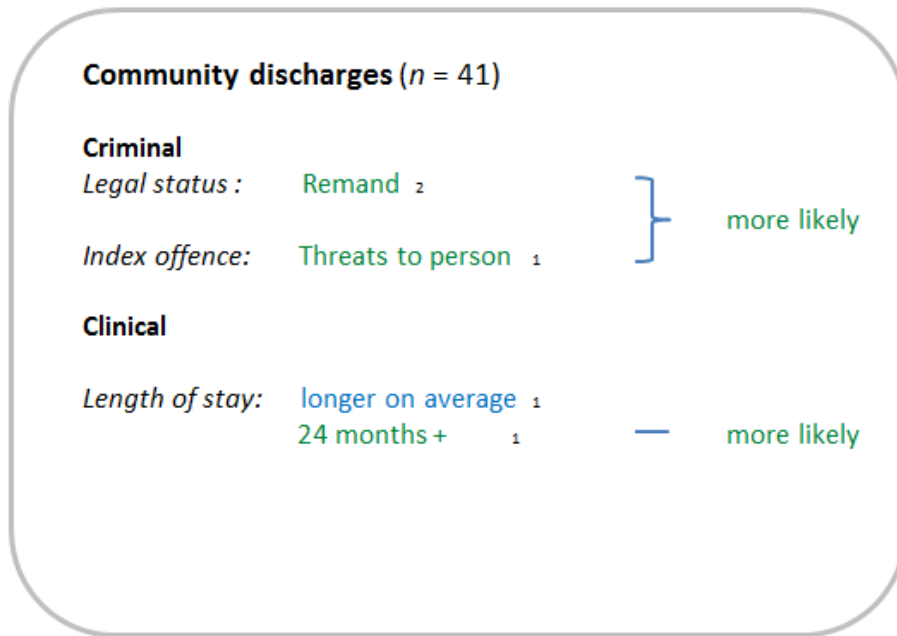 Community discharges (n = 41)
Criminal
Legal status : Remand 2
more likely
Index offence: Threats to person 1
Clinical
Length of stay: longer on average 1
24 months + 1 more likely